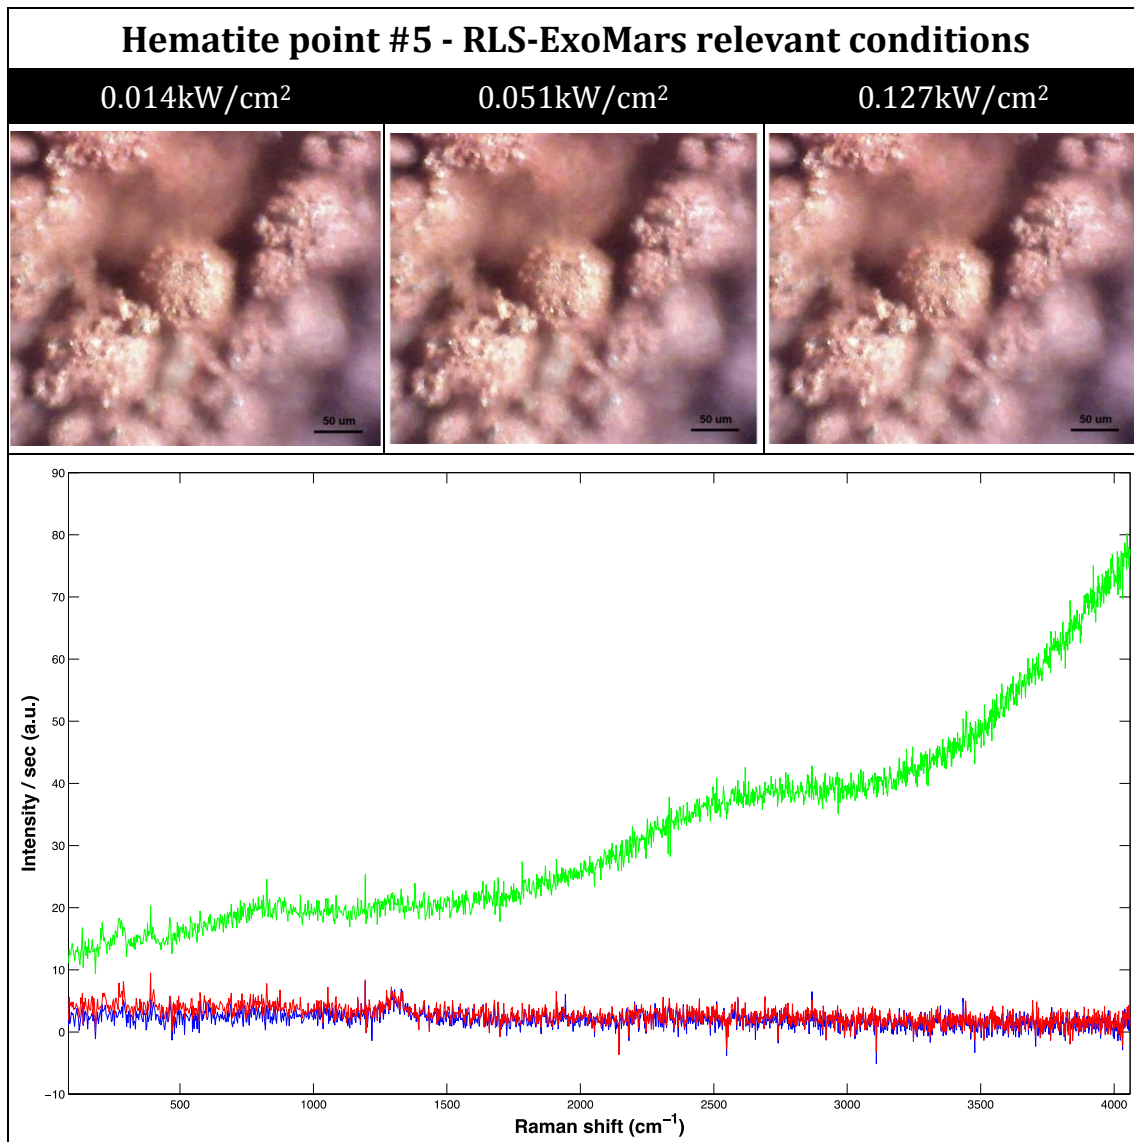 Hematite point #5 - RLS-ExoMars relevant conditions
0.014kW/cm² 0.051kW/cm² 0.127kW/cm²
50 um 50 um 50 um
90
80
70
60
50
40
30
20
10
0
−10
Intensity / sec (a.u.)
500 1000 1500 2000 2500 3000 3500 4000
Raman shift (cm⁻¹)